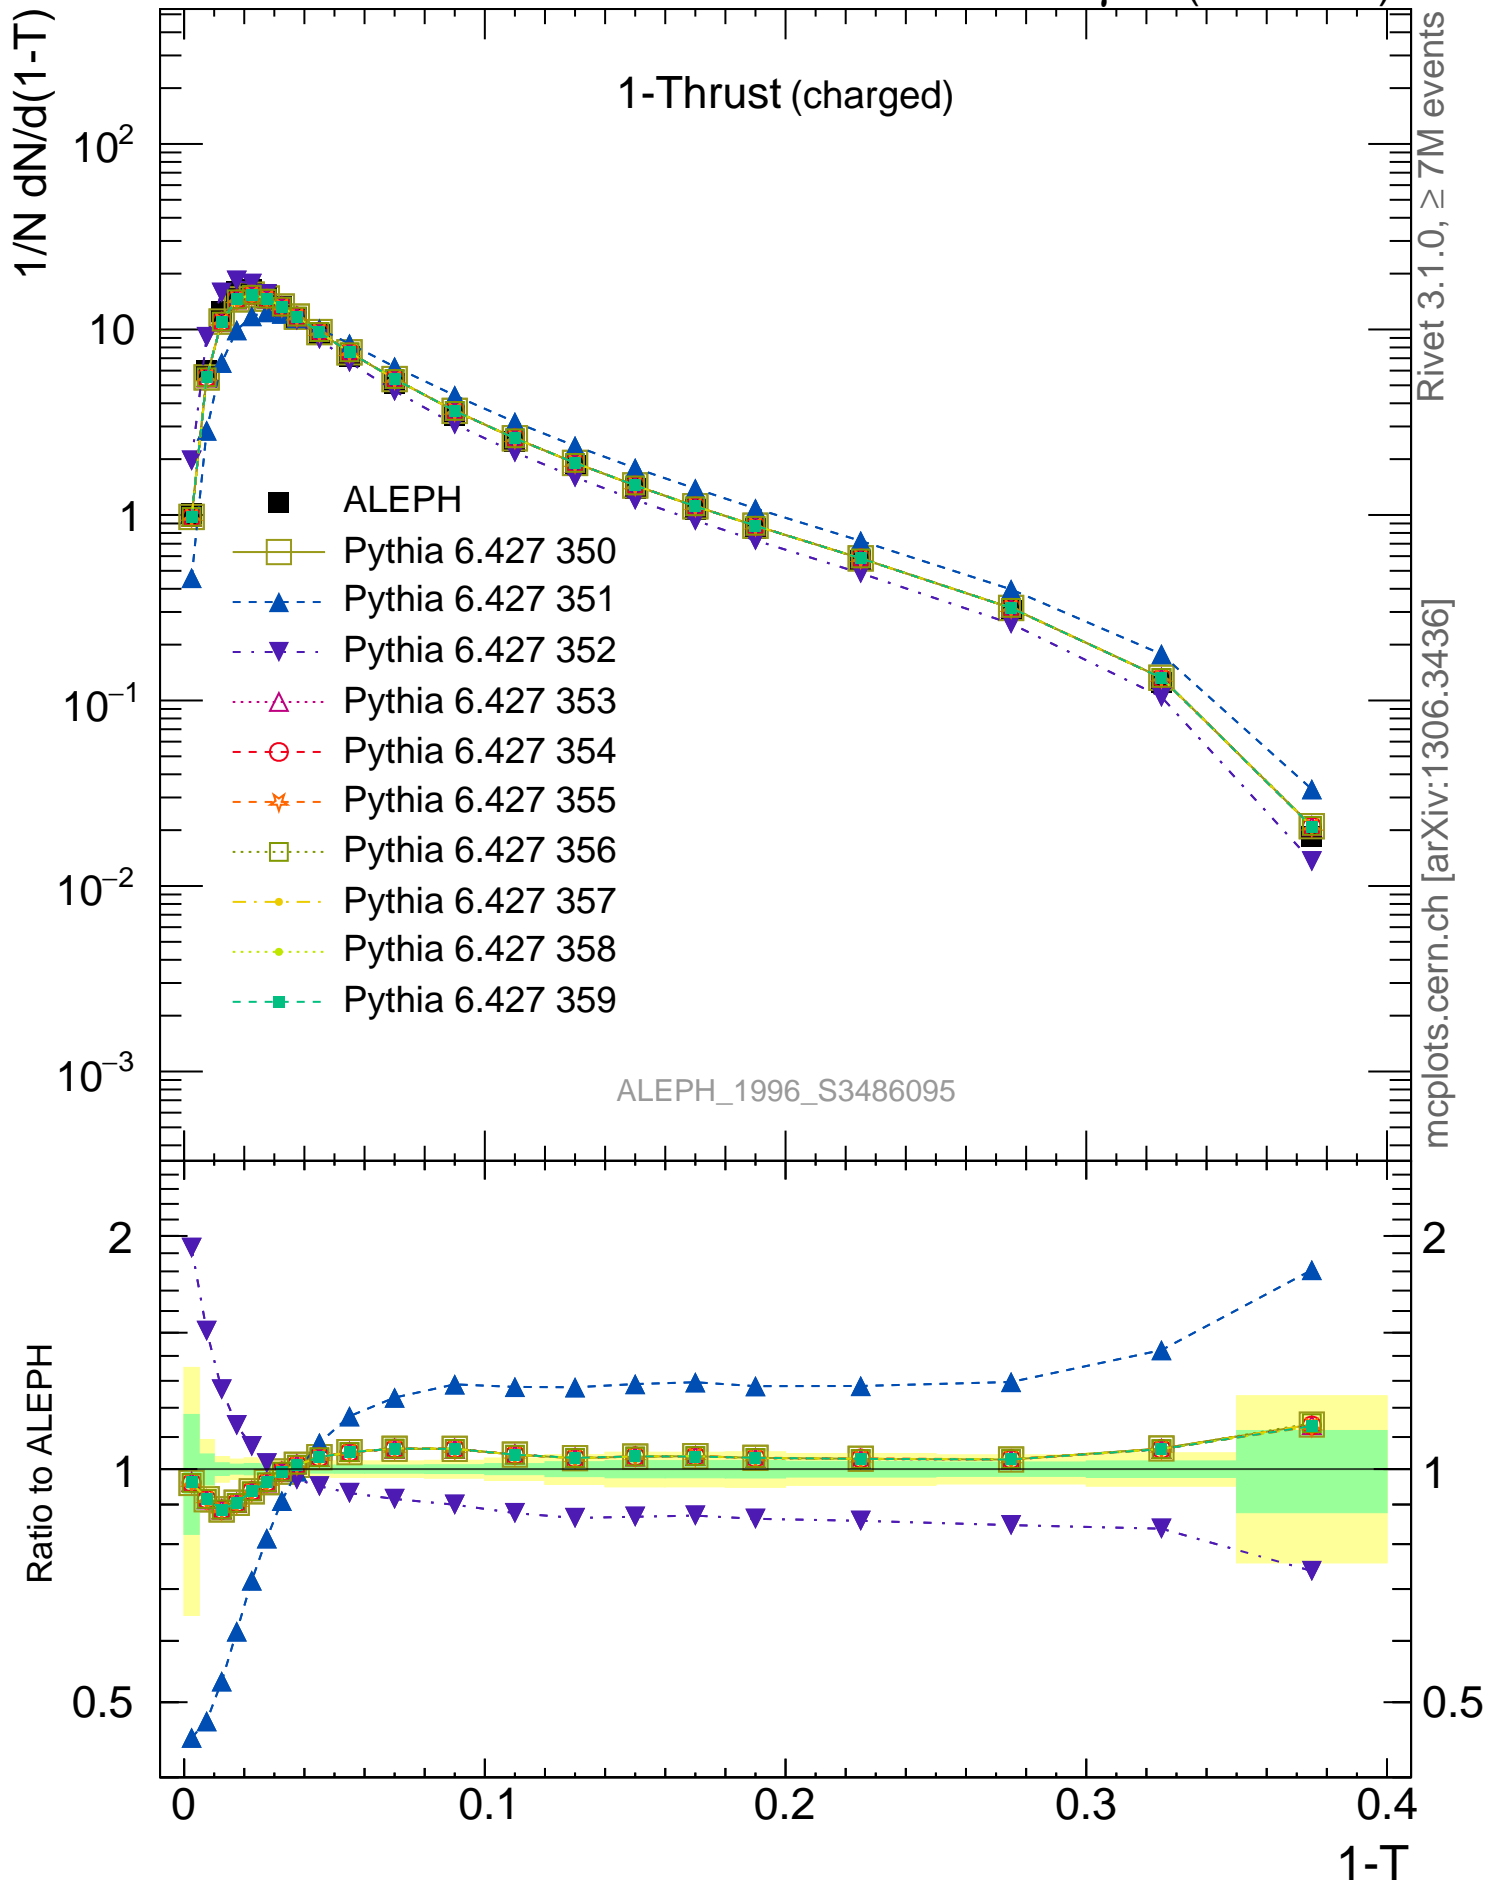 1-Thrust (charged)
1/N dN/d(1-T)
10²
10
1
10⁻¹
10⁻²
10⁻³
ALEPH
Pythia 6.427 350
Pythia 6.427 351
Pythia 6.427 352
Pythia 6.427 353
Pythia 6.427 354
Pythia 6.427 355
Pythia 6.427 356
Pythia 6.427 357
Pythia 6.427 358
Pythia 6.427 359
ALEPH_1996_S3486095
Rivet 3.1.0, ≥ 7M events
mcplots.cern.ch [arXiv:1306.3436]
Ratio to ALEPH
2
1
0.5
2
1
0.5
0
0.1
0.2
0.3
0.4
1-T